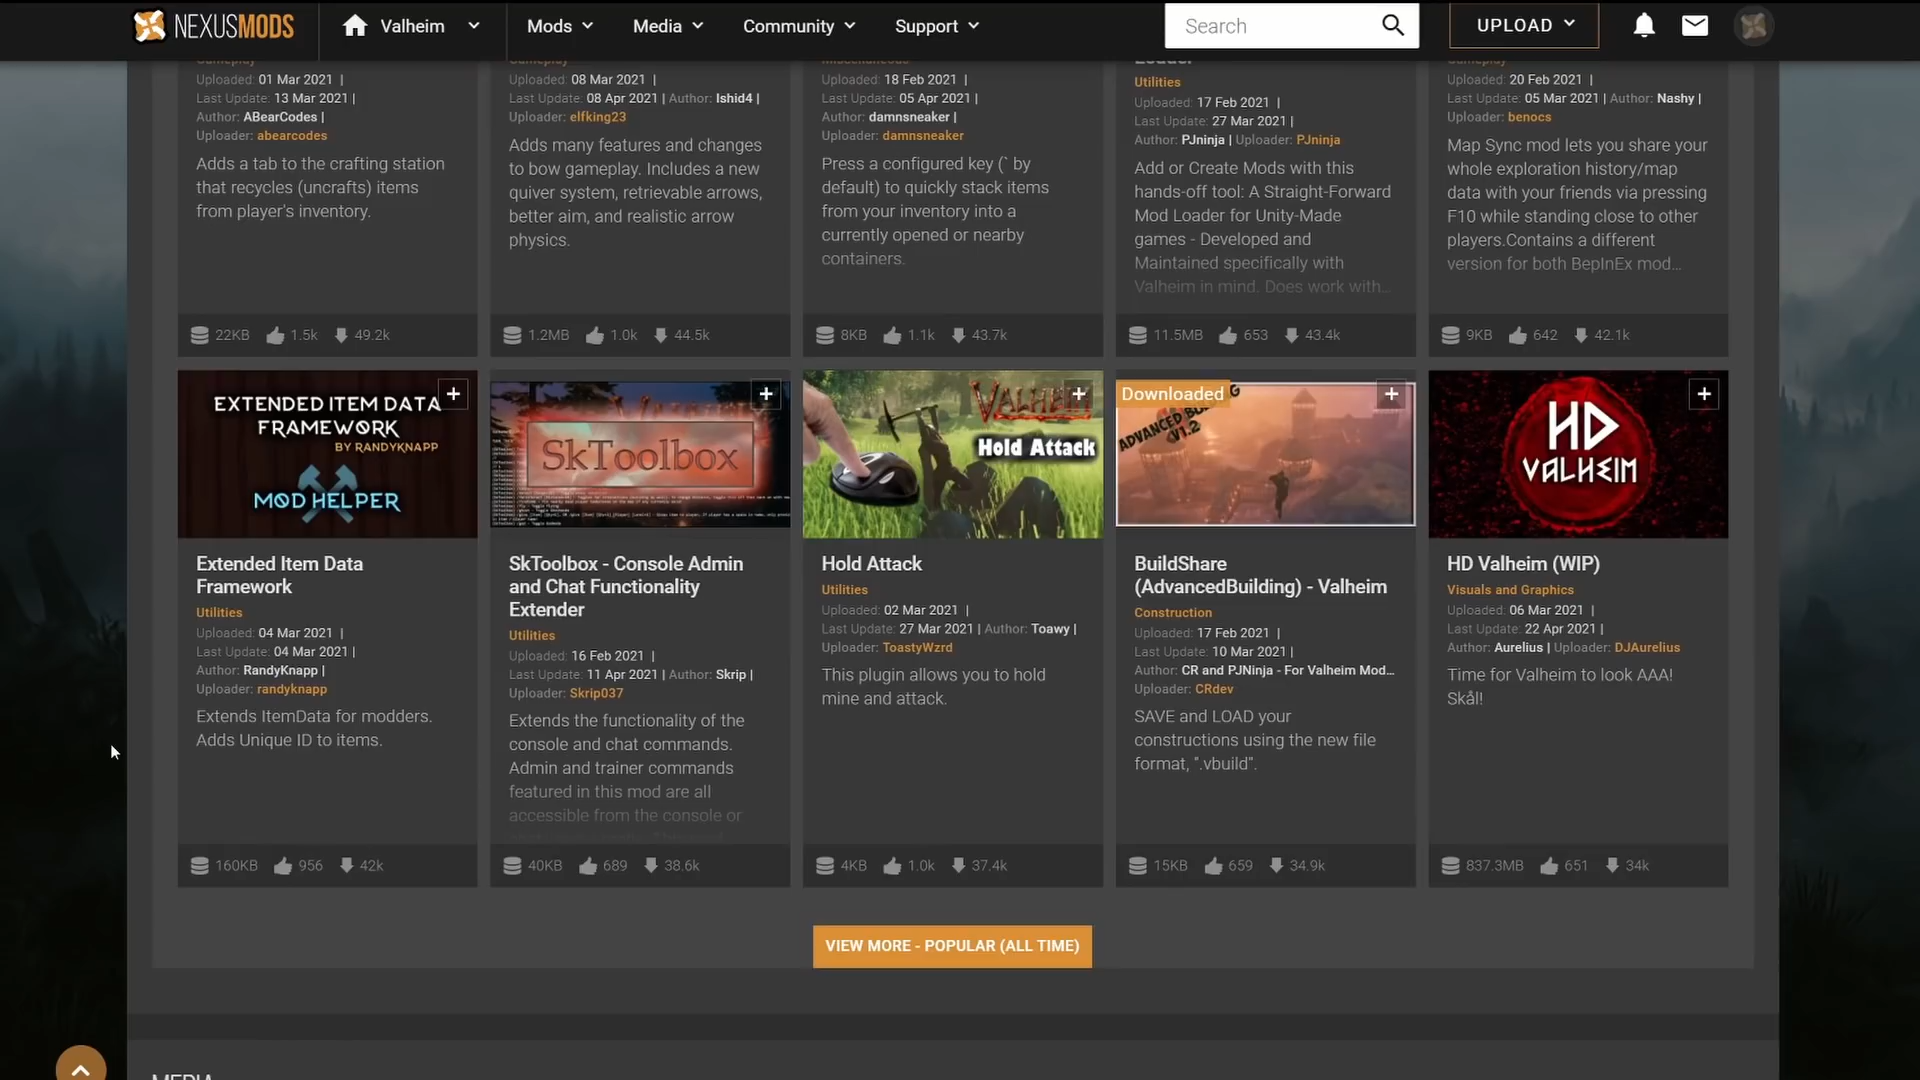 NEXUSMODS
Valheim
Mods
Media
Community
Support
Search
UPLOAD
Uploaded: 01 Mar 2021 |
Last Update: 13 Mar 2021 |
Author: ABearCodes |
Uploader: abearcodes
Adds a tab to the crafting station
that recycles (uncrafts) items
from player's inventory.
22KB 1.5k 49.2k
Uploaded: 08 Mar 2021 |
Last Update: 08 Apr 2021 | Author: Ishid4 |
Uploader: elfking23
Adds many features and changes
to bow gameplay. Includes a new
quiver system, retrievable arrows,
better aim, and realistic arrow
physics.
1.2MB 1.0k 44.5k
Uploaded: 18 Feb 2021 |
Last Update: 05 Apr 2021 |
Author: damnsneaker |
Uploader: damnsneaker
Press a configured key (` by
default) to quickly stack items
from your inventory into a
currently opened or nearby
containers.
8KB 1.1k 43.7k
Utilities
Uploaded: 17 Feb 2021 |
Last Update: 27 Mar 2021 |
Author: PJninja | Uploader: PJninja
Add or Create Mods with this
hands-off tool: A Straight-Forward
Mod Loader for Unity-Made
games - Developed and
Maintained specifically with
Valheim in mind. Does work with...
11.5MB 653 43.4k
Uploaded: 20 Feb 2021 |
Last Update: 05 Mar 2021 | Author: Nashy |
Uploader: benocs
Map Sync mod lets you share your
whole exploration history/map
data with your friends via pressing
F10 while standing close to other
players.Contains a different
version for both BepInEx mod...
9KB 642 42.1k
EXTENDED ITEM DATA
FRAMEWORK
BY RANDYKNAPP
MOD HELPER
Extended Item Data
Framework
Utilities
Uploaded: 04 Mar 2021 |
Last Update: 04 Mar 2021 |
Author: RandyKnapp |
Uploader: randyknapp
Extends ItemData for modders.
Adds Unique ID to items.
160KB 956 42k
SkToolbox
SkToolbox - Console Admin
and Chat Functionality
Extender
Utilities
Uploaded: 16 Feb 2021 |
Last Update: 11 Apr 2021 | Author: Skrip |
Uploader: Skrip037
Extends the functionality of the
console and chat commands.
Admin and trainer commands
featured in this mod are all
accessible from the console or
40KB 689 38.6k
VALHEIM
Hold Attack
Hold Attack
Utilities
Uploaded: 02 Mar 2021 |
Last Update: 27 Mar 2021 | Author: Toawy |
Uploader: ToastyWzrd
This plugin allows you to hold
mine and attack.
4KB 1.0k 37.4k
Downloaded
ADVANCED BUILDING
V1.2
BuildShare
(AdvancedBuilding) - Valheim
Construction
Uploaded: 17 Feb 2021 |
Last Update: 10 Mar 2021 |
Author: CR and PJNinja - For Valheim Mod...
Uploader: CRdev
SAVE and LOAD your
constructions using the new file
format, ".vbuild".
15KB 659 34.9k
HD
VALHEIM
HD Valheim (WIP)
Visuals and Graphics
Uploaded: 06 Mar 2021 |
Last Update: 22 Apr 2021 |
Author: Aurelius | Uploader: DJAurelius
Time for Valheim to look AAA!
Skål!
837.3MB 651 34k
VIEW MORE - POPULAR (ALL TIME)
MEDIA